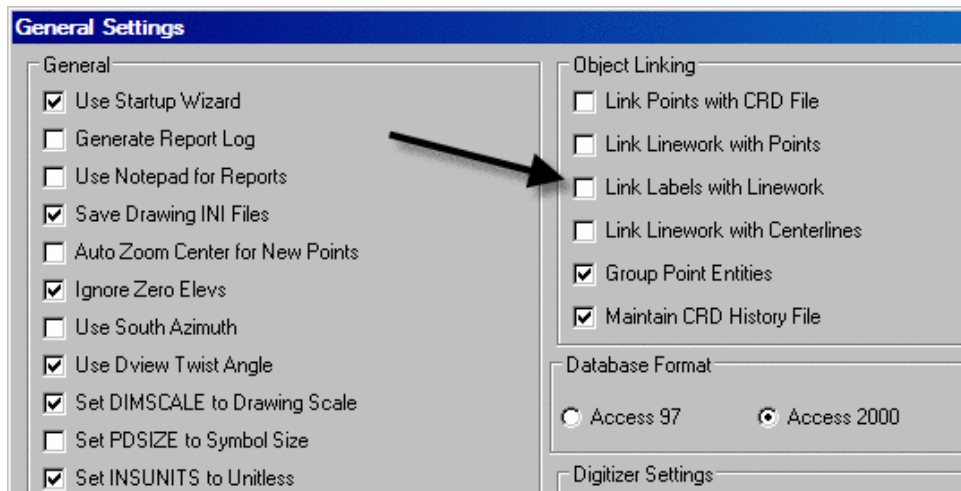 General Settings
General
Use Startup Wizard
Generate Report Log
Use Notepad for Reports
Save Drawing INI Files
Auto Zoom Center for New Points
Ignore Zero Elevs
Use South Azimuth
Use Dview Twist Angle
Set DIMSCALE to Drawing Scale
Set PDSIZE to Symbol Size
Set INSUNITS to Unitless
Object Linking
Link Points with CRD File
Link Linework with Points
Link Labels with Linework
Link Linework with Centerlines
Group Point Entities
Maintain CRD History File
Database Format
Access 97 Access 2000
Digitizer Settings